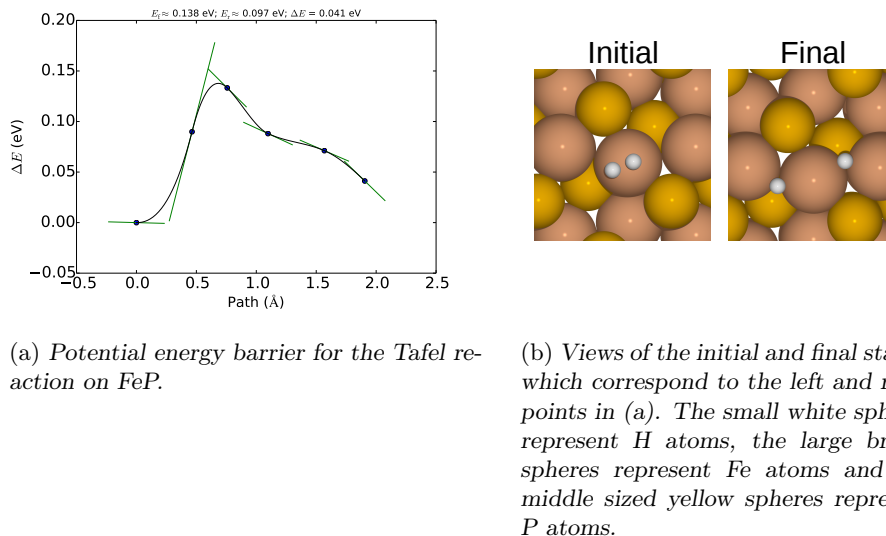 E_f ≈ 0.138 eV; E_r ≈ 0.097 eV; ΔE = 0.041 eV
0.20
0.15
0.10
0.05
0.00
−0.05
ΔE (eV)
−0.5 0.0 0.5 1.0 1.5 2.0 2.5
Path (Å)
Initial Final
(a) Potential energy barrier for the Tafel re-
action on FeP.
(b) Views of the initial and final sta
which correspond to the left and
points in (a). The small white sph
represent H atoms, the large br
spheres represent Fe atoms and
middle sized yellow spheres repre
P atoms.